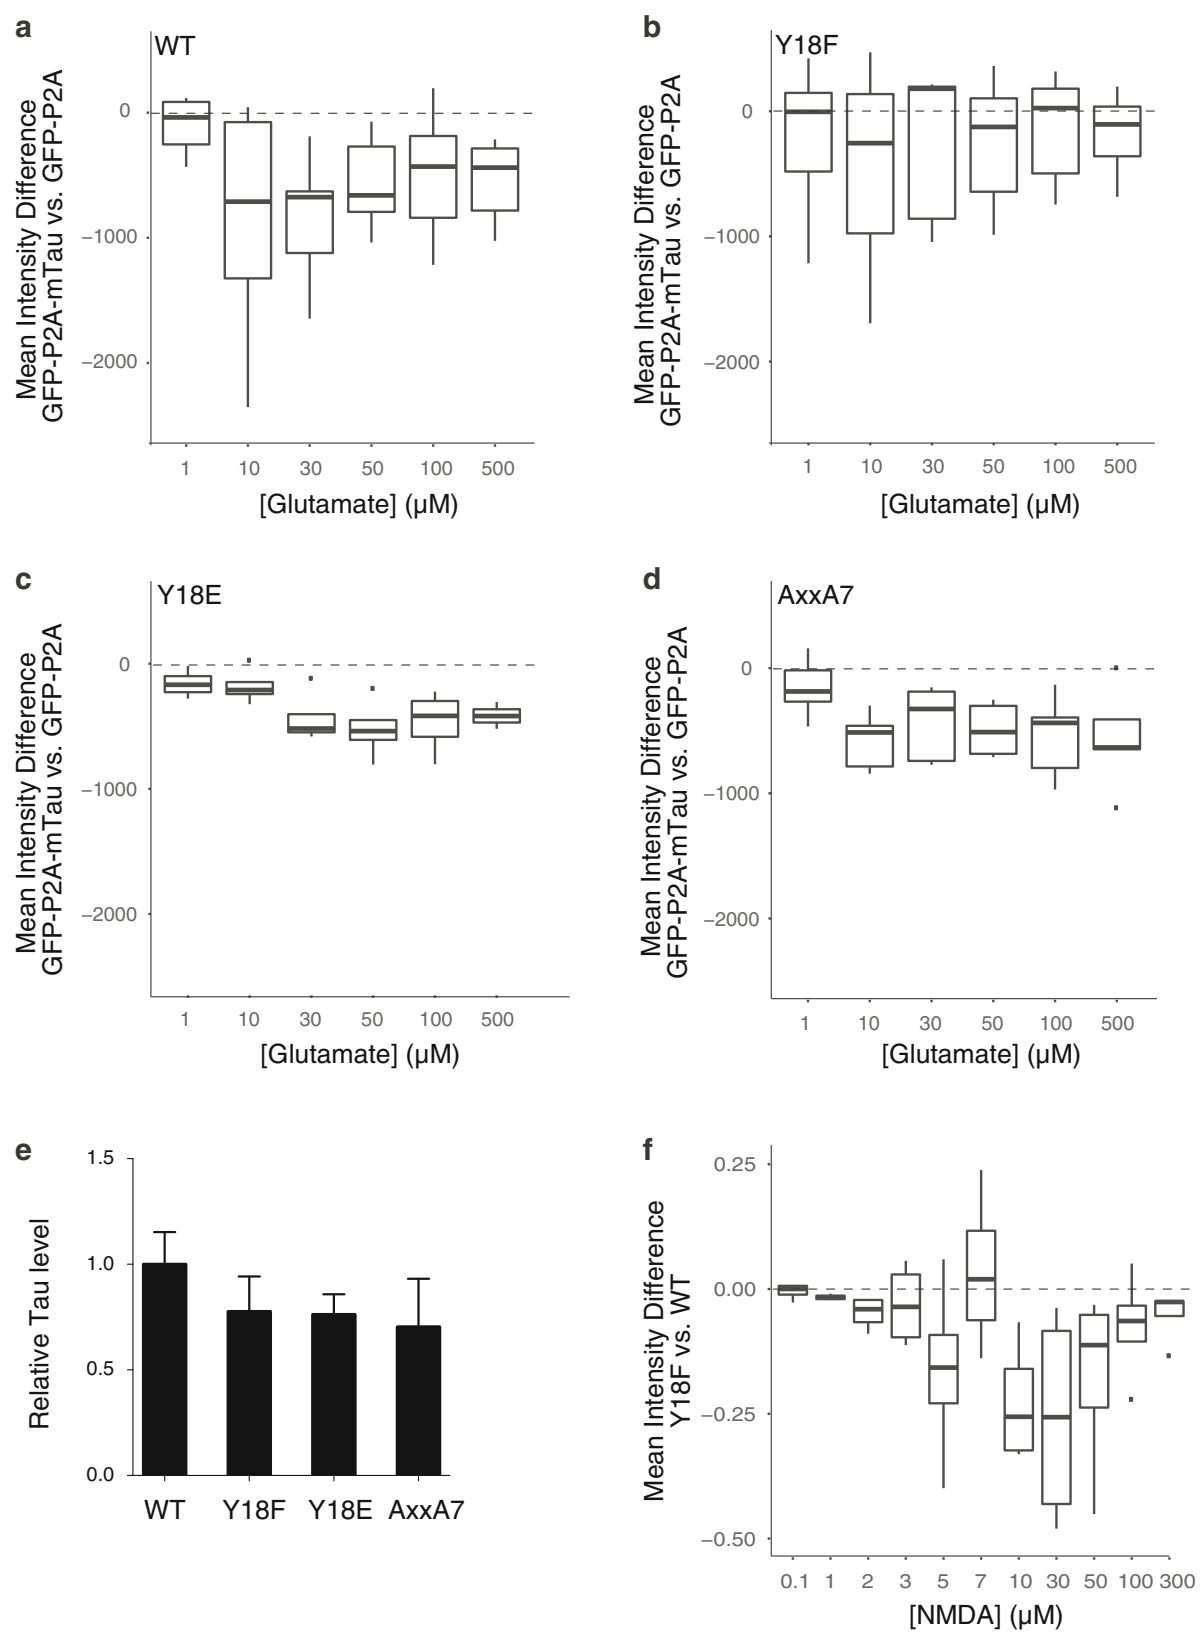 a
WT
Mean Intensity Difference
GFP-P2A-mTau vs. GFP-P2A
0
−1000
−2000
1 10 30 50 100 500
[Glutamate] (µM)
b
Y18F
Mean Intensity Difference
GFP-P2A-mTau vs. GFP-P2A
0
−1000
−2000
1 10 30 50 100 500
[Glutamate] (µM)
c
Y18E
Mean Intensity Difference
GFP-P2A-mTau vs. GFP-P2A
0
−1000
−2000
1 10 30 50 100 500
[Glutamate] (µM)
d
AxxA7
Mean Intensity Difference
GFP-P2A-mTau vs. GFP-P2A
0
−1000
−2000
1 10 30 50 100 500
[Glutamate] (µM)
e
Relative Tau level
1.5
1.0
0.5
0.0
WT Y18F Y18E AxxA7
f
Mean Intensity Difference
Y18F vs. WT
0.25
0.00
−0.25
−0.50
0.1 1 2 3 5 7 10 30 50 100 300
[NMDA] (µM)